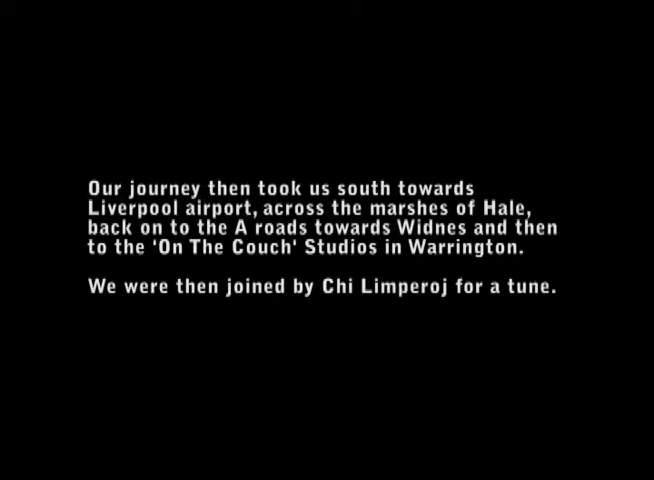 Our journey then took us south towards
Liverpool airport, across the marshes of Hale,
back on to the A roads towards Widnes and then
to the 'On The Couch' Studios in Warrington.
We were then joined by Chi Limperoj for a tune.